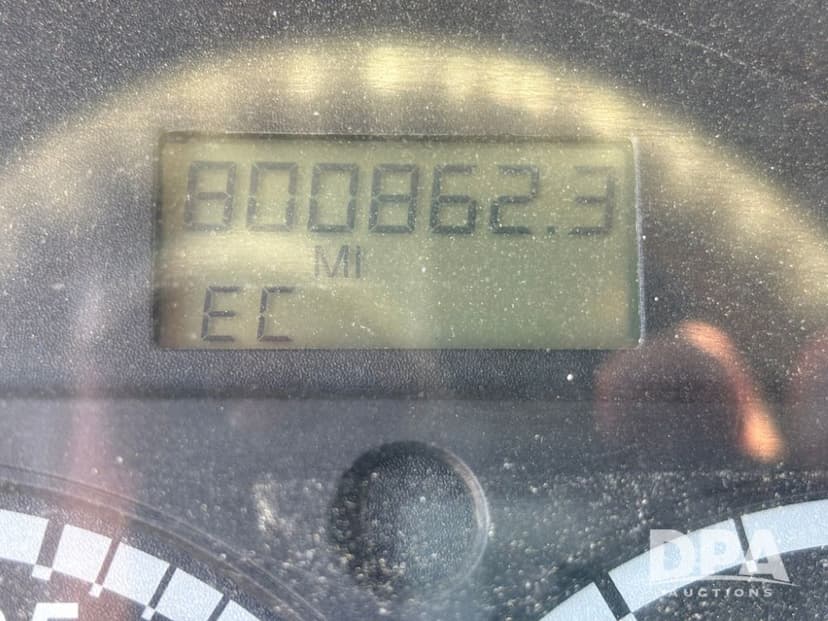 800862.3
MI
EC
DPA
AUCTIONS